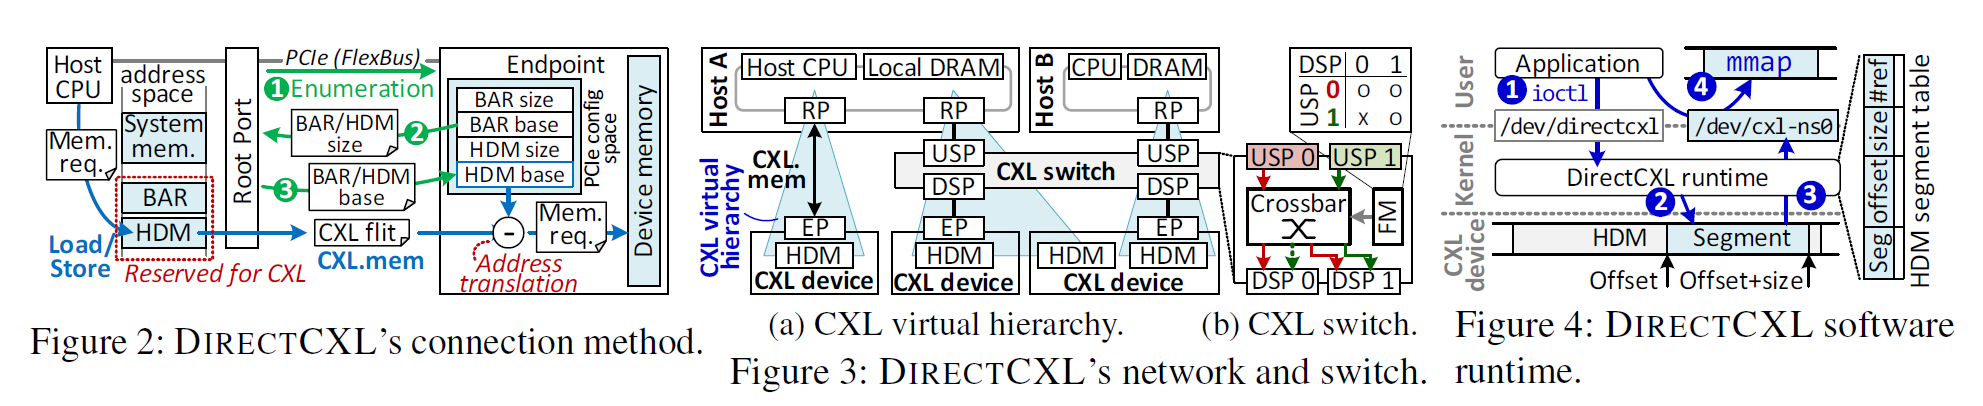 Host
CPU
address
space
System
mem.
Mem.
req.
BAR
HDM
Load/
Store
Reserved for CXL
Root Port
PCIe (FlexBus)
1 Enumeration
BAR/HDM
size
2
3
BAR/HDM
base
CXL flit
CXL.mem
Endpoint
BAR size
BAR base
HDM size
HDM base
PCIe config
space
-
Mem.
req.
Address
translation
Device memory
Figure 2: DIRECTCXL's connection method.
Host A
Host CPU
Local DRAM
RP
RP
Host B
CPU
DRAM
RP
CXL.
mem
CXL virtual
hierarchy
USP
USP
CXL switch
DSP
DSP
EP
EP
EP
HDM
HDM
HDM
HDM
CXL device
CXL device
CXL device
(a) CXL virtual hierarchy.
DSP 0 1
USP
0 O O
1 X O
USP 0
USP 1
Crossbar
FM
DSP 0
DSP 1
(b) CXL switch.
Figure 3: DIRECTCXL's network and switch.
User
Kernel
CXL
device
Application
mmap
1 ioctl
4
/dev/directcxl
/dev/cxl-ns0
DirectCXL runtime
2
3
HDM
Segment
Offset
Offset+size
Seg offset size #ref
HDM segment table
Figure 4: DIRECTCXL software
runtime.